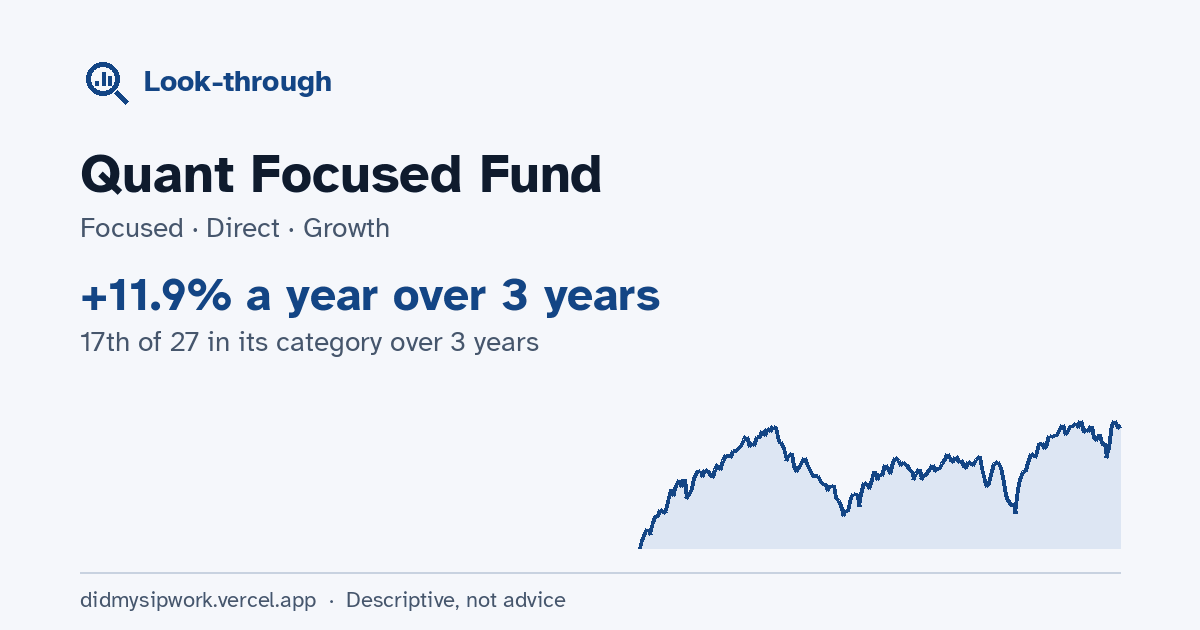 Look-through
Quant Focused Fund
Focused · Direct · Growth
+11.9% a year over 3 years
17th of 27 in its category over 3 years
didmysipwork.vercel.app · Descriptive, not advice